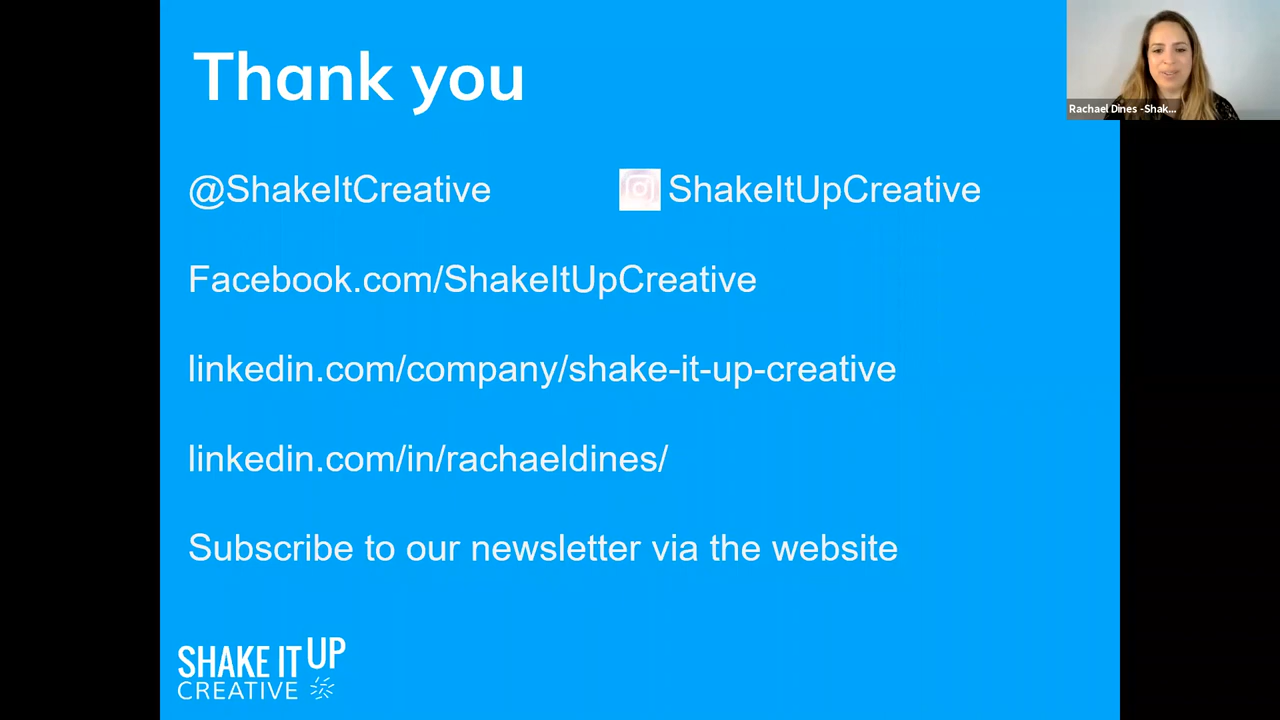 Thank you
@ShakeItCreative
ShakeItUpCreative
Facebook.com/ShakeItUpCreative
linkedin.com/company/shake-it-up-creative
linkedin.com/in/rachaeldines/
Subscribe to our newsletter via the website
SHAKE IT UP
CREATIVE
Rachael Dines -Shak...